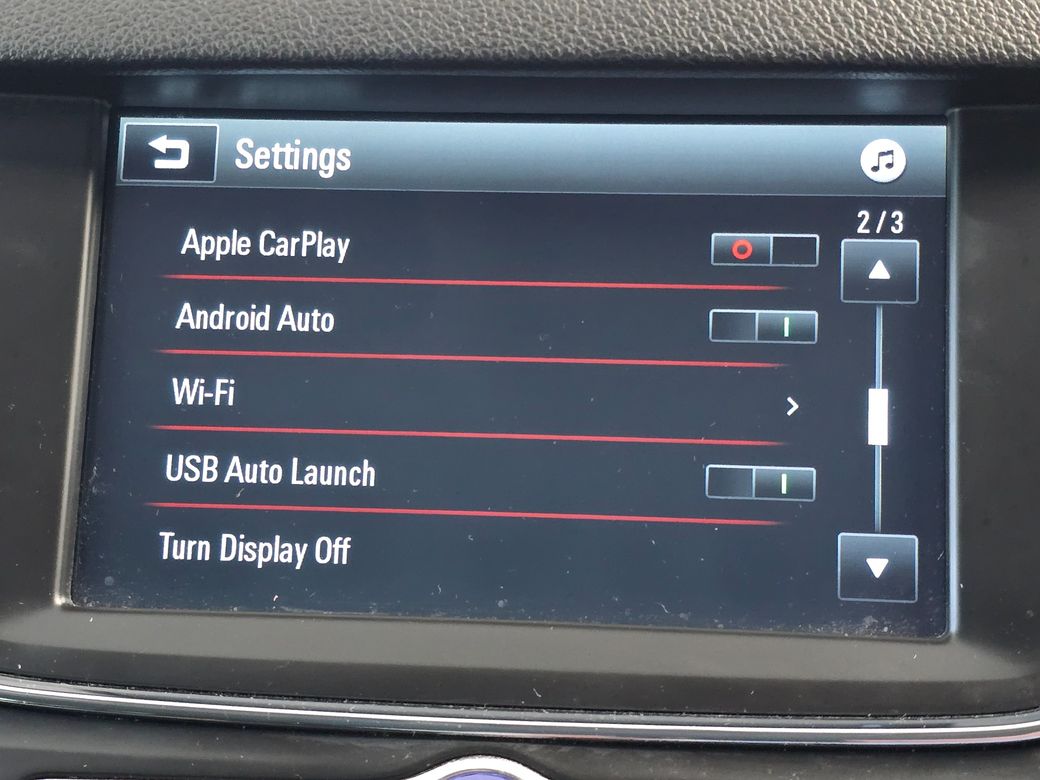 Settings
2/3
Apple CarPlay
Android Auto
Wi-Fi
USB Auto Launch
Turn Display Off